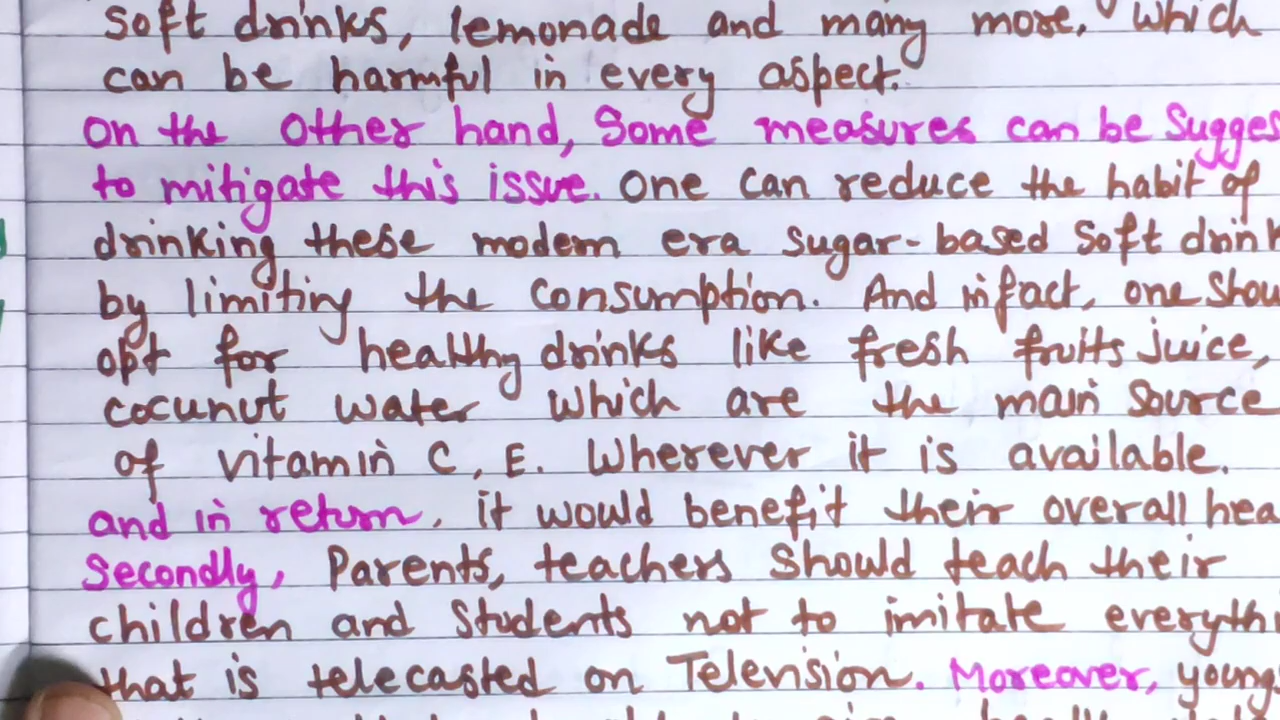 Soft drinks, lemonade and many more, which
can be harmful in every aspect.
On the Other hand, Some measures can be Sugges
to mitigate this issue. One can reduce the habit of
drinking these modern era sugar-based Soft drink
by limiting the consumption. And infact, one shou
opt for healthy drinks like fresh fruits juice,
cocunut water which are the main source
of vitamin C, E. Wherever it is available.
and in return, it would benefit their overall hea
Secondly, Parents, teachers should teach their
children and students not to imitate everythi
that is telecasted on Television. Moreover, youngs